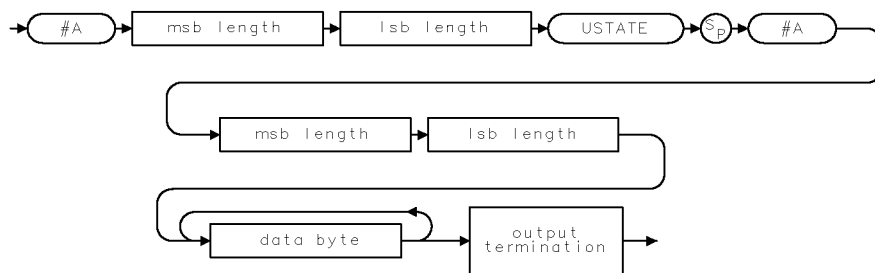 #A msb length lsb length USTATE SP #A
msb length lsb length
data byte output
termination